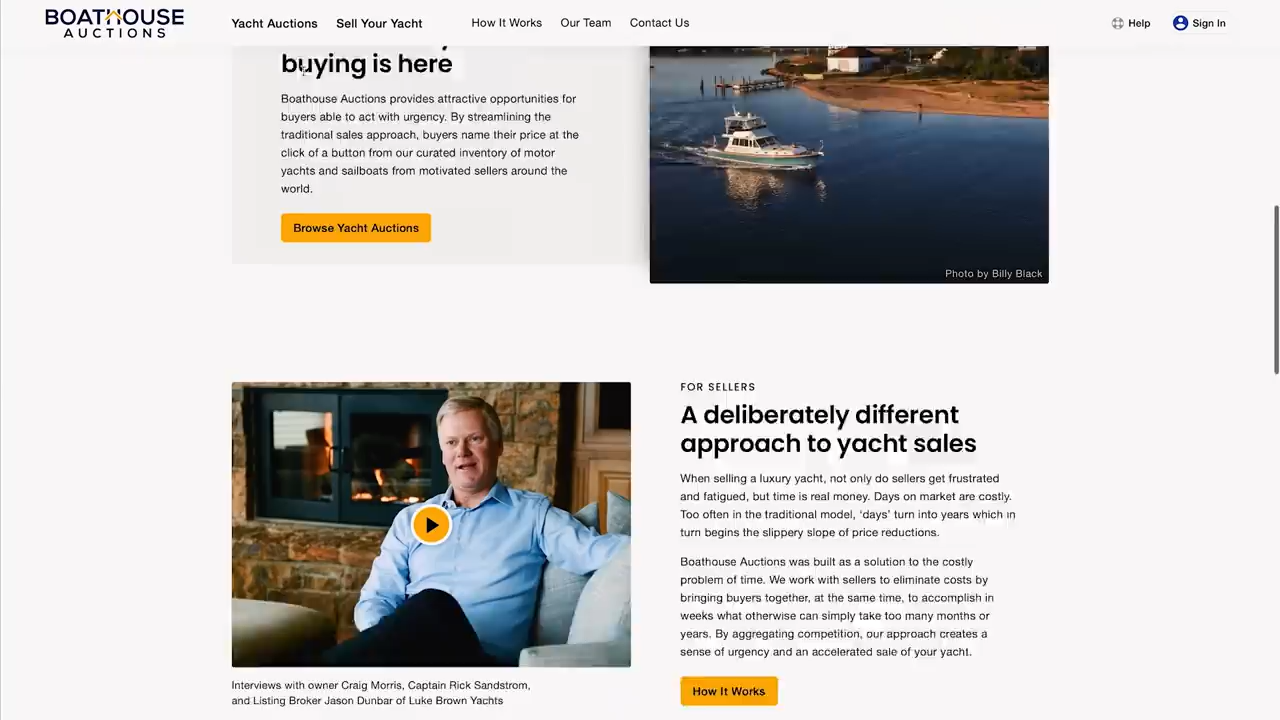 BOATHOUSE
AUCTIONS
Yacht Auctions
Sell Your Yacht
How It Works
Our Team
Contact Us
Help
Sign In
buying is here
Boathouse Auctions provides attractive opportunities for
buyers able to act with urgency. By streamlining the
traditional sales approach, buyers name their price at the
click of a button from our curated inventory of motor
yachts and sailboats from motivated sellers around the
world.
Browse Yacht Auctions
Photo by Billy Black
FOR SELLERS
A deliberately different
approach to yacht sales
When selling a luxury yacht, not only do sellers get frustrated
and fatigued, but time is real money. Days on market are costly.
Too often in the traditional model, ‘days’ turn into years which in
turn begins the slippery slope of price reductions.
Boathouse Auctions was built as a solution to the costly
problem of time. We work with sellers to eliminate costs by
bringing buyers together, at the same time, to accomplish in
weeks what otherwise can simply take too many months or
years. By aggregating competition, our approach creates a
sense of urgency and an accelerated sale of your yacht.
How It Works
Interviews with owner Craig Morris, Captain Rick Sandstrom,
and Listing Broker Jason Dunbar of Luke Brown Yachts